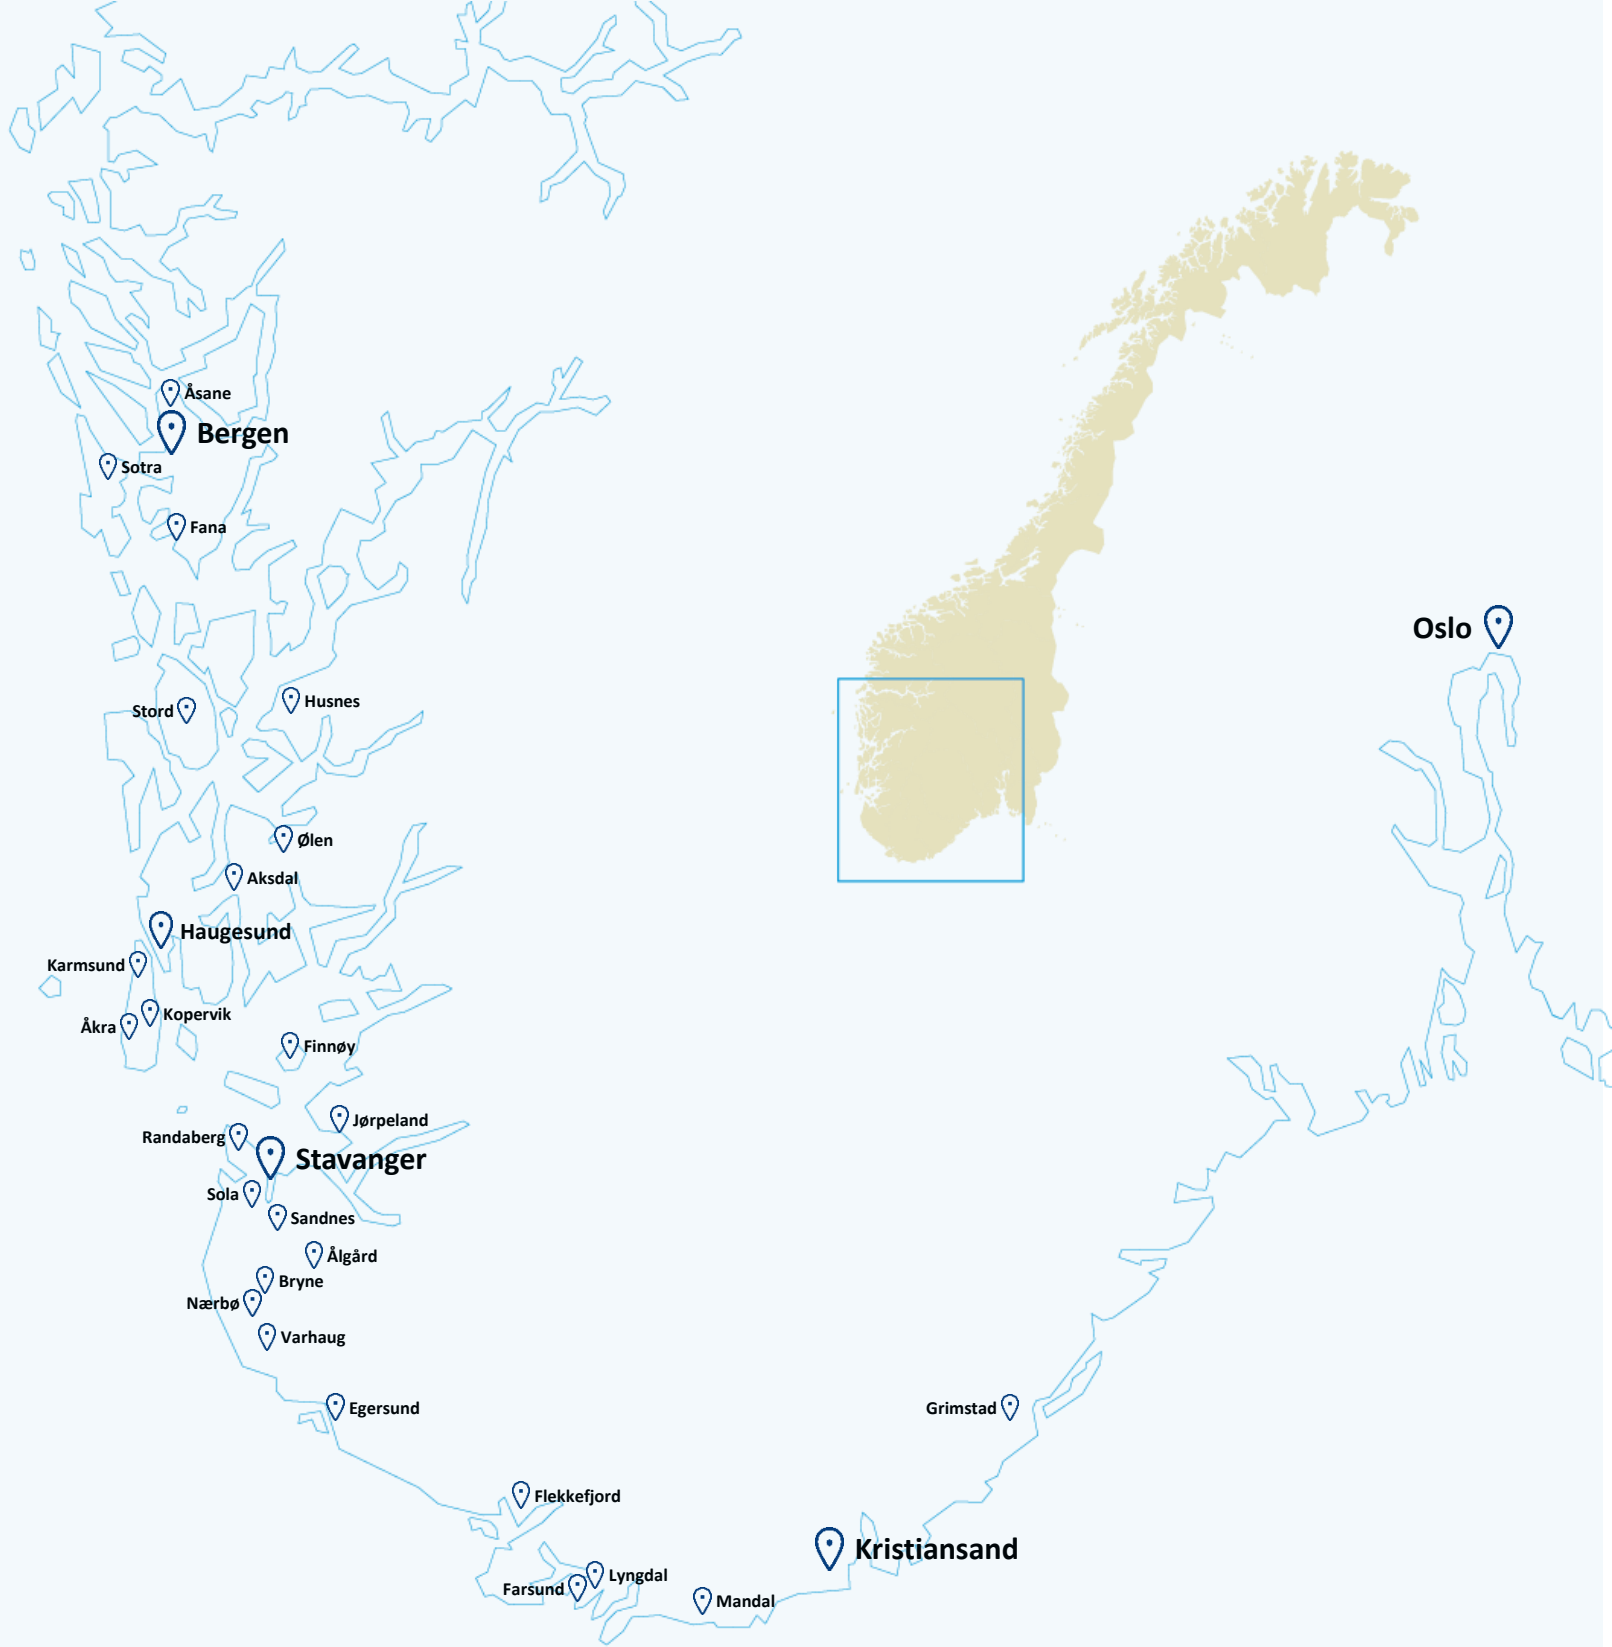 Åsane
Bergen
Sotra
Fana
Oslo
Husnes
Stord
Ølen
Aksdal
Haugesund
Karmsund
Kopervik
Åkra
Finnøy
Jørpeland
Randaberg
Stavanger
Sola
Sandnes
Ålgård
Bryne
Nærbø
Varhaug
Egersund
Grimstad
Flekkefjord
Kristiansand
Lyngdal
Farsund
Mandal